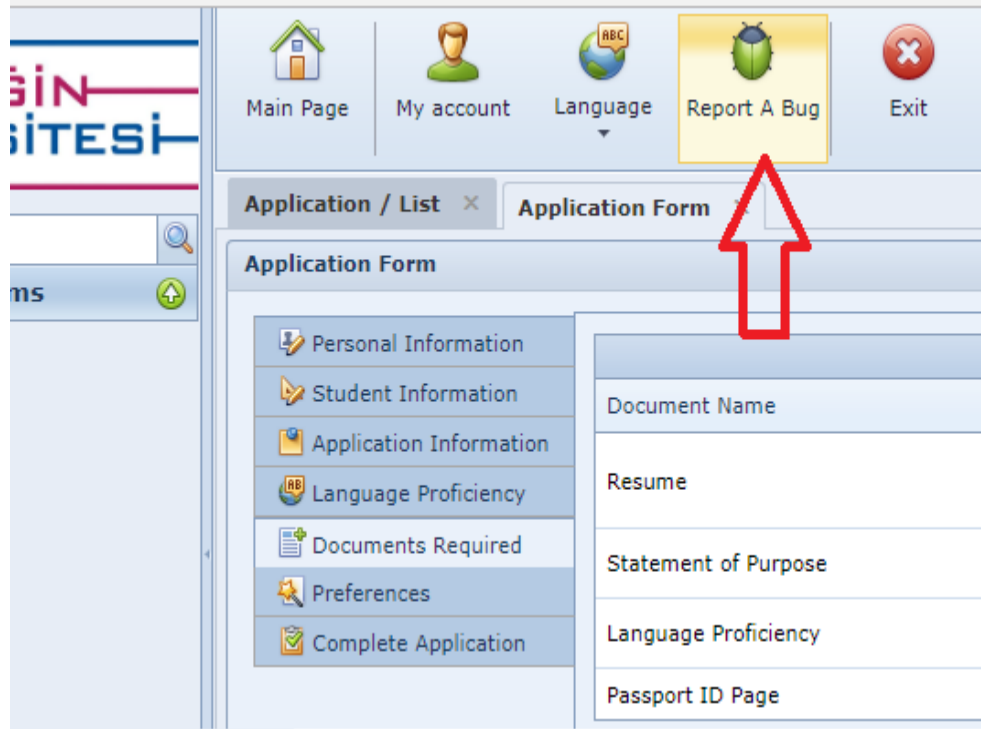 ĞİN
SİTESİ
Main Page
My account
ABC
Language
Report A Bug
Exit
Application / List ×
Application Form
Application Form
ms
Personal Information
Student Information
Application Information
AB
Language Proficiency
Documents Required
Preferences
Complete Application
Document Name
Resume
Statement of Purpose
Language Proficiency
Passport ID Page